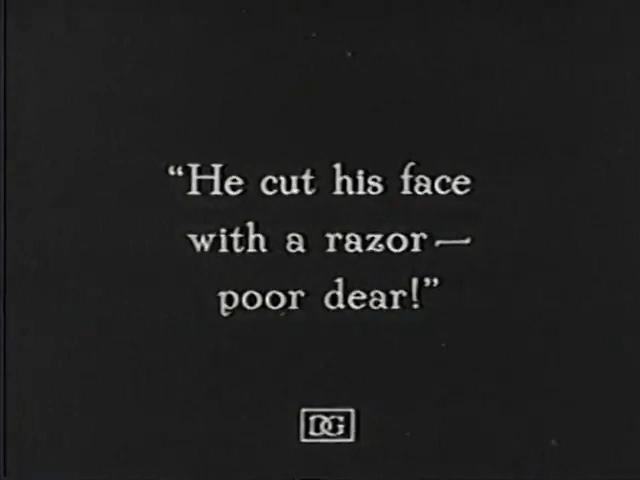 “He cut his face
with a razor—
poor dear!”
DG